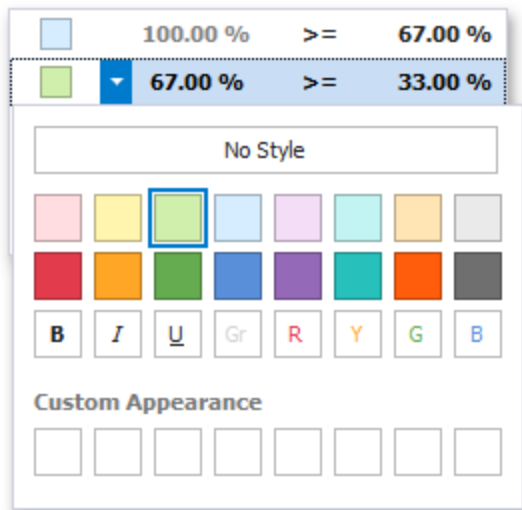 100.00 % >= 67.00 %
67.00 % >= 33.00 %
No Style
B I U Gr R Y G B
Custom Appearance